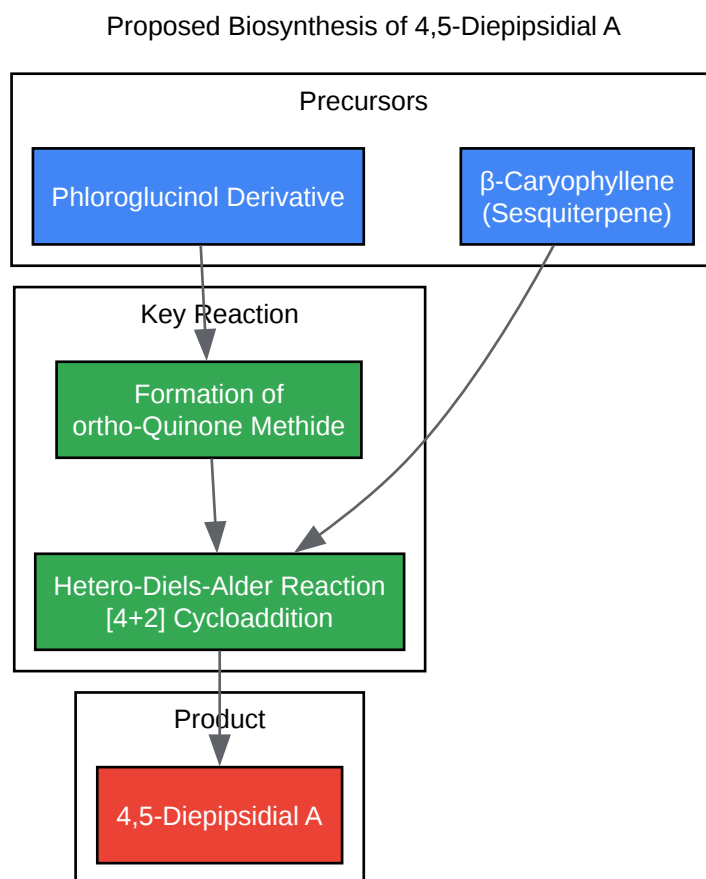 Proposed Biosynthesis of 4,5-Diepipsidial A
Precursors
Phloroglucinol Derivative
β-Caryophyllene
(Sesquiterpene)
Key Reaction
Formation of
ortho-Quinone Methide
Hetero-Diels-Alder Reaction
[4+2] Cycloaddition
Product
4,5-Diepipsidial A